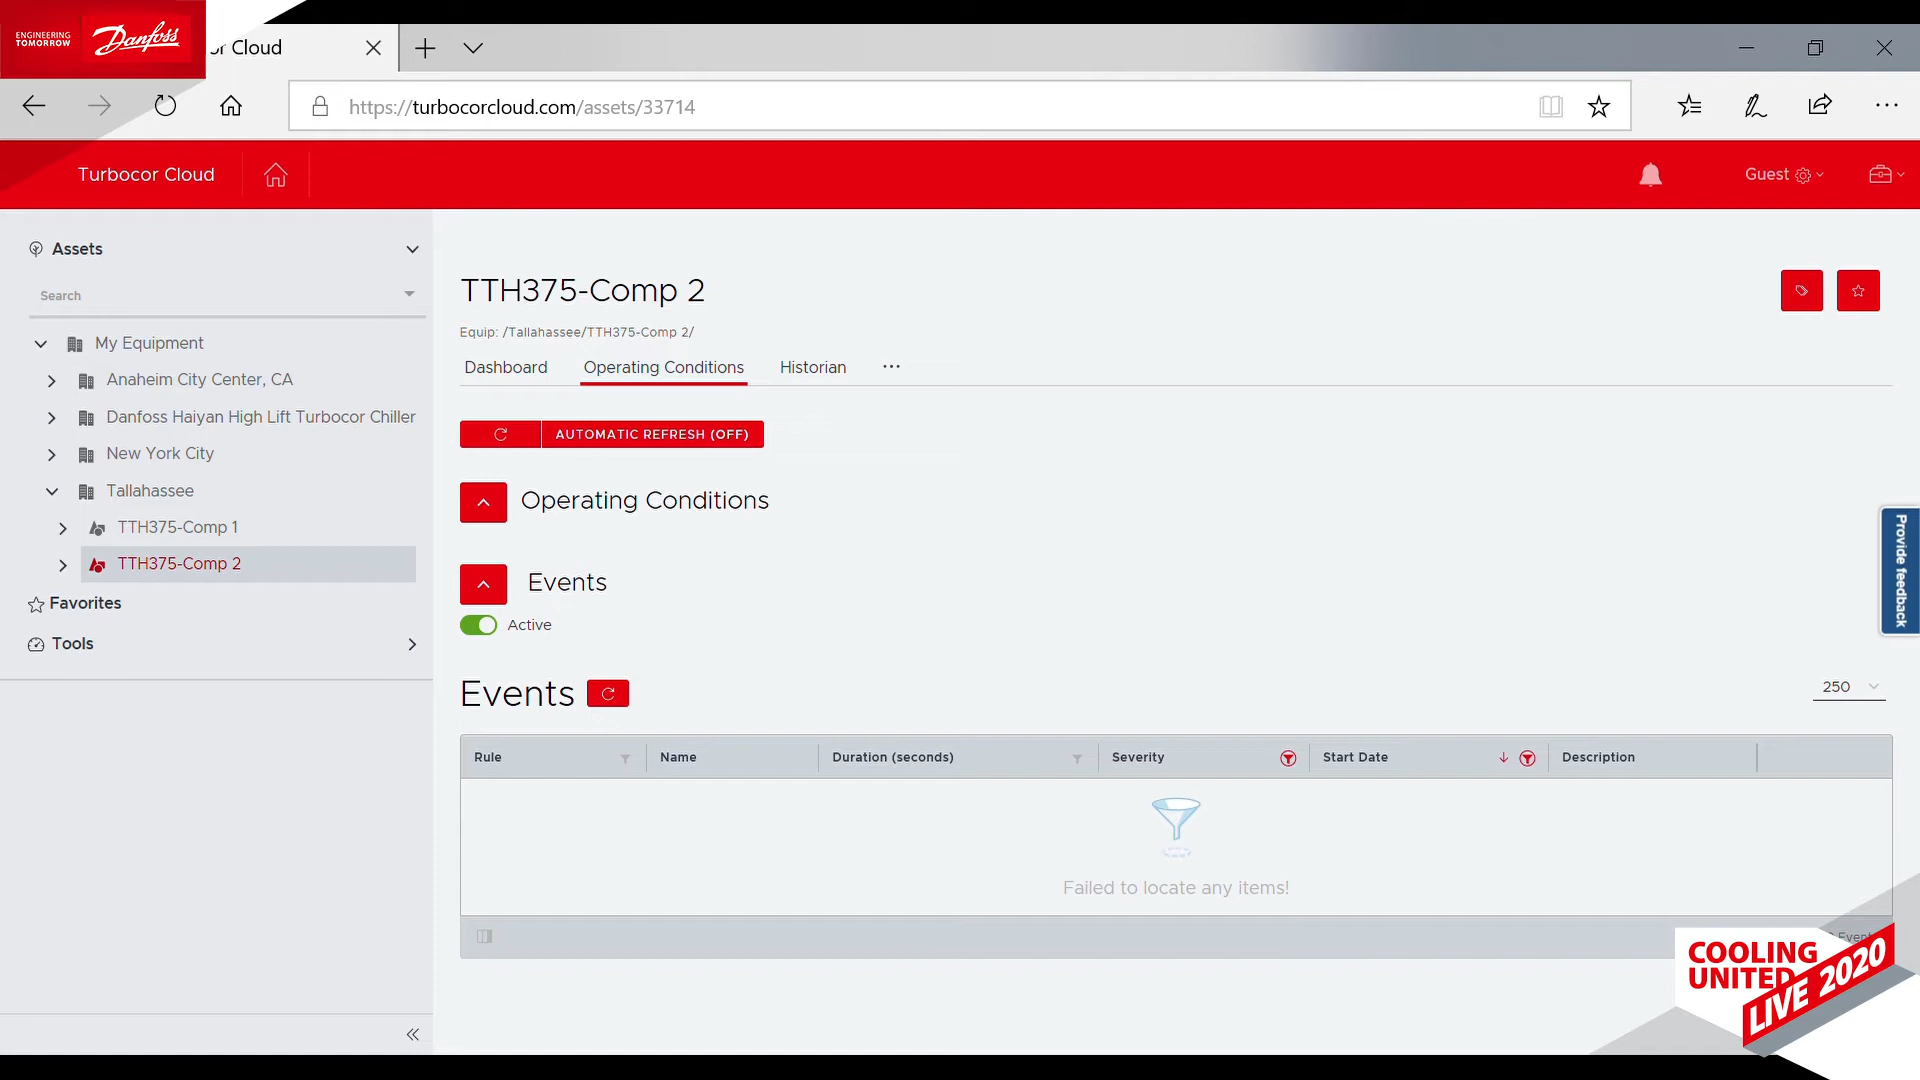 ENGINEERING
TOMORROW
Danfoss
Cloud
https://turbocorcloud.com/assets/33714
Turbocor Cloud
Guest
Assets
Search
My Equipment
Anaheim City Center, CA
Danfoss Haiyan High Lift Turbocor Chiller
New York City
Tallahassee
TTH375-Comp 1
TTH375-Comp 2
Favorites
Tools
TTH375-Comp 2
Equip: /Tallahassee/TTH375-Comp 2/
Dashboard Operating Conditions Historian ...
AUTOMATIC REFRESH (OFF)
Operating Conditions
Events
Active
Events
250
Rule Name Duration (seconds) Severity Start Date Description
Failed to locate any items!
Provide feedback
COOLING
UNITED
LIVE 2020